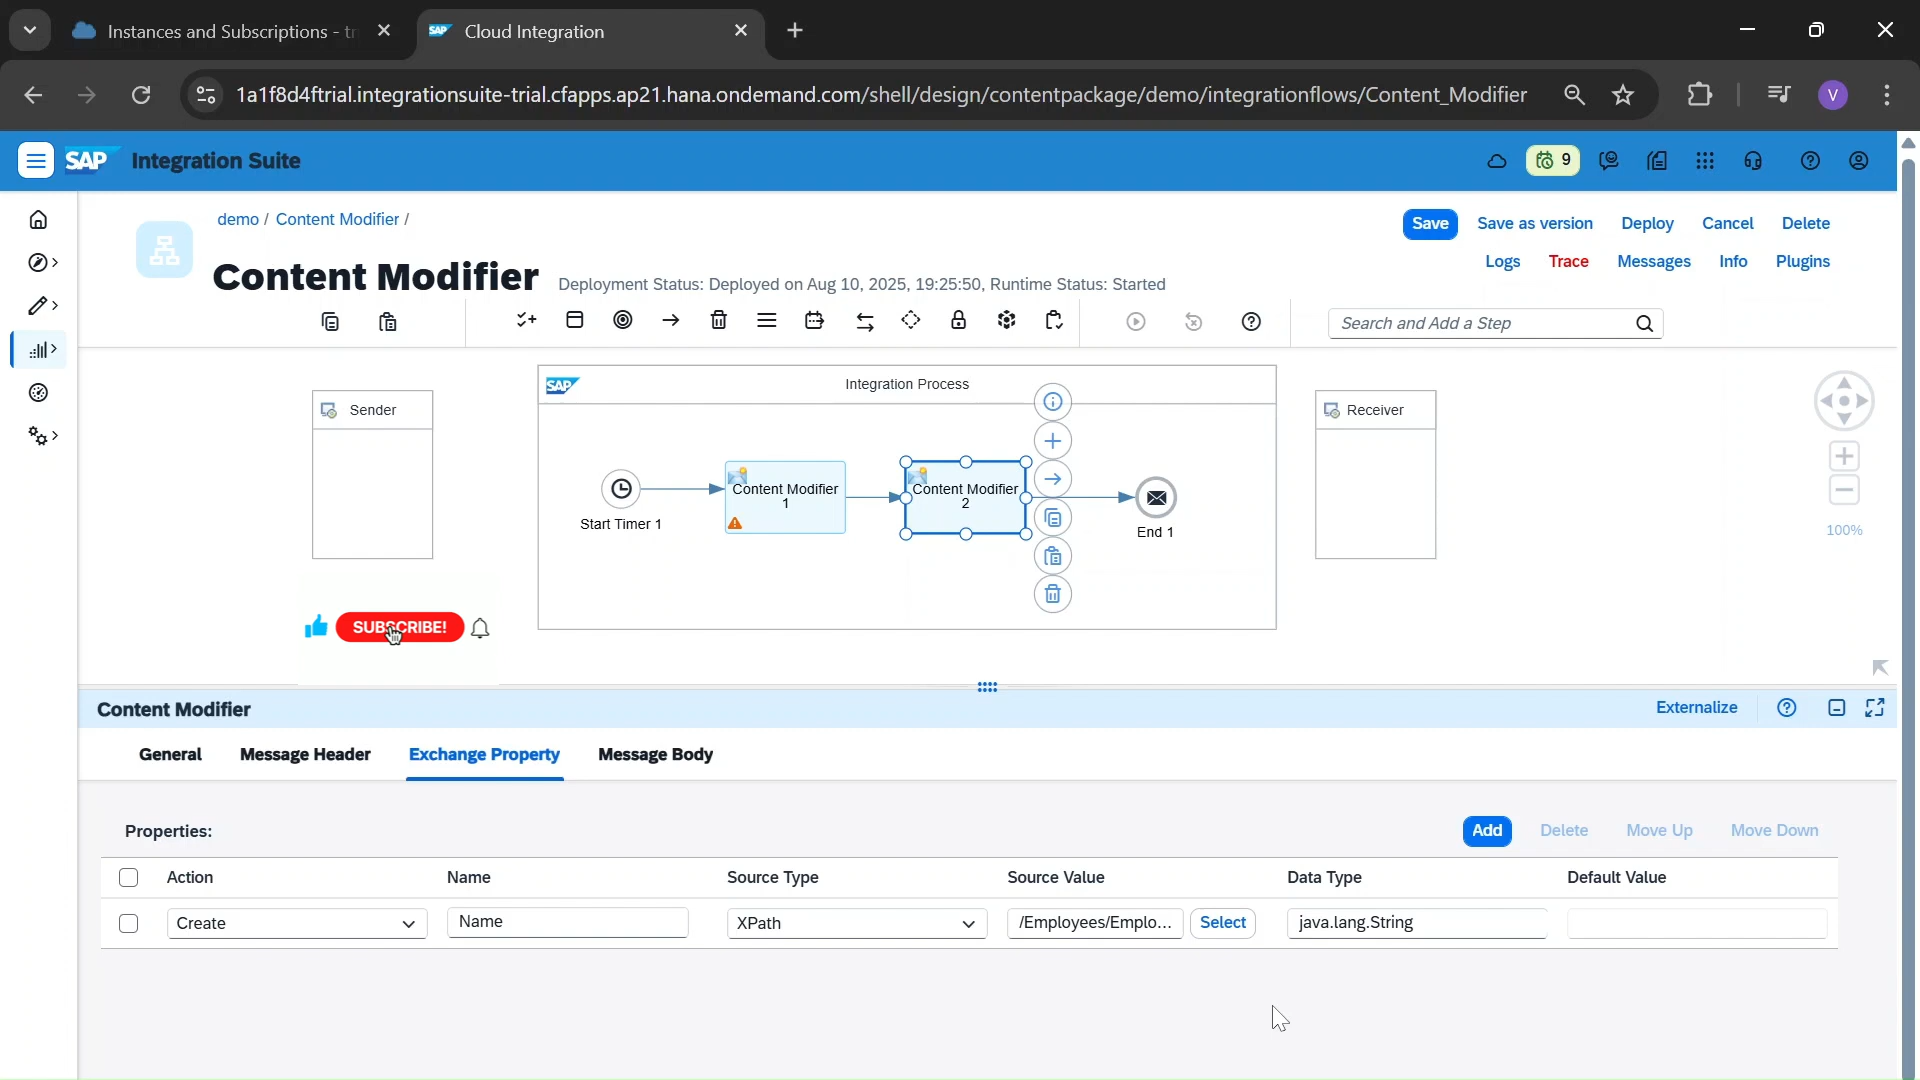 Instances and Subscriptions - tr
SAP Cloud Integration
1a1f8d4ftrial.integrationsuite-trial.cfapps.ap21.hana.ondemand.com/shell/design/contentpackage/demo/integrationflows/Content_Modifier
V
SAP Integration Suite
9
demo / Content Modifier /
Save Save as version Deploy Cancel Delete
Content Modifier Deployment Status: Deployed on Aug 10, 2025, 19:25:50, Runtime Status: Started
Logs Trace Messages Info Plugins
Search and Add a Step
SAP Integration Process
Sender
Receiver
Content Modifier
1
Content Modifier
2
Start Timer 1
End 1
100%
SUBSCRIBE!
Content Modifier
Externalize
General Message Header Exchange Property Message Body
Properties:
Add Delete Move Up Move Down
Action Name Source Type Source Value Data Type Default Value
Create Name XPath /Employees/Emplo... Select java.lang.String